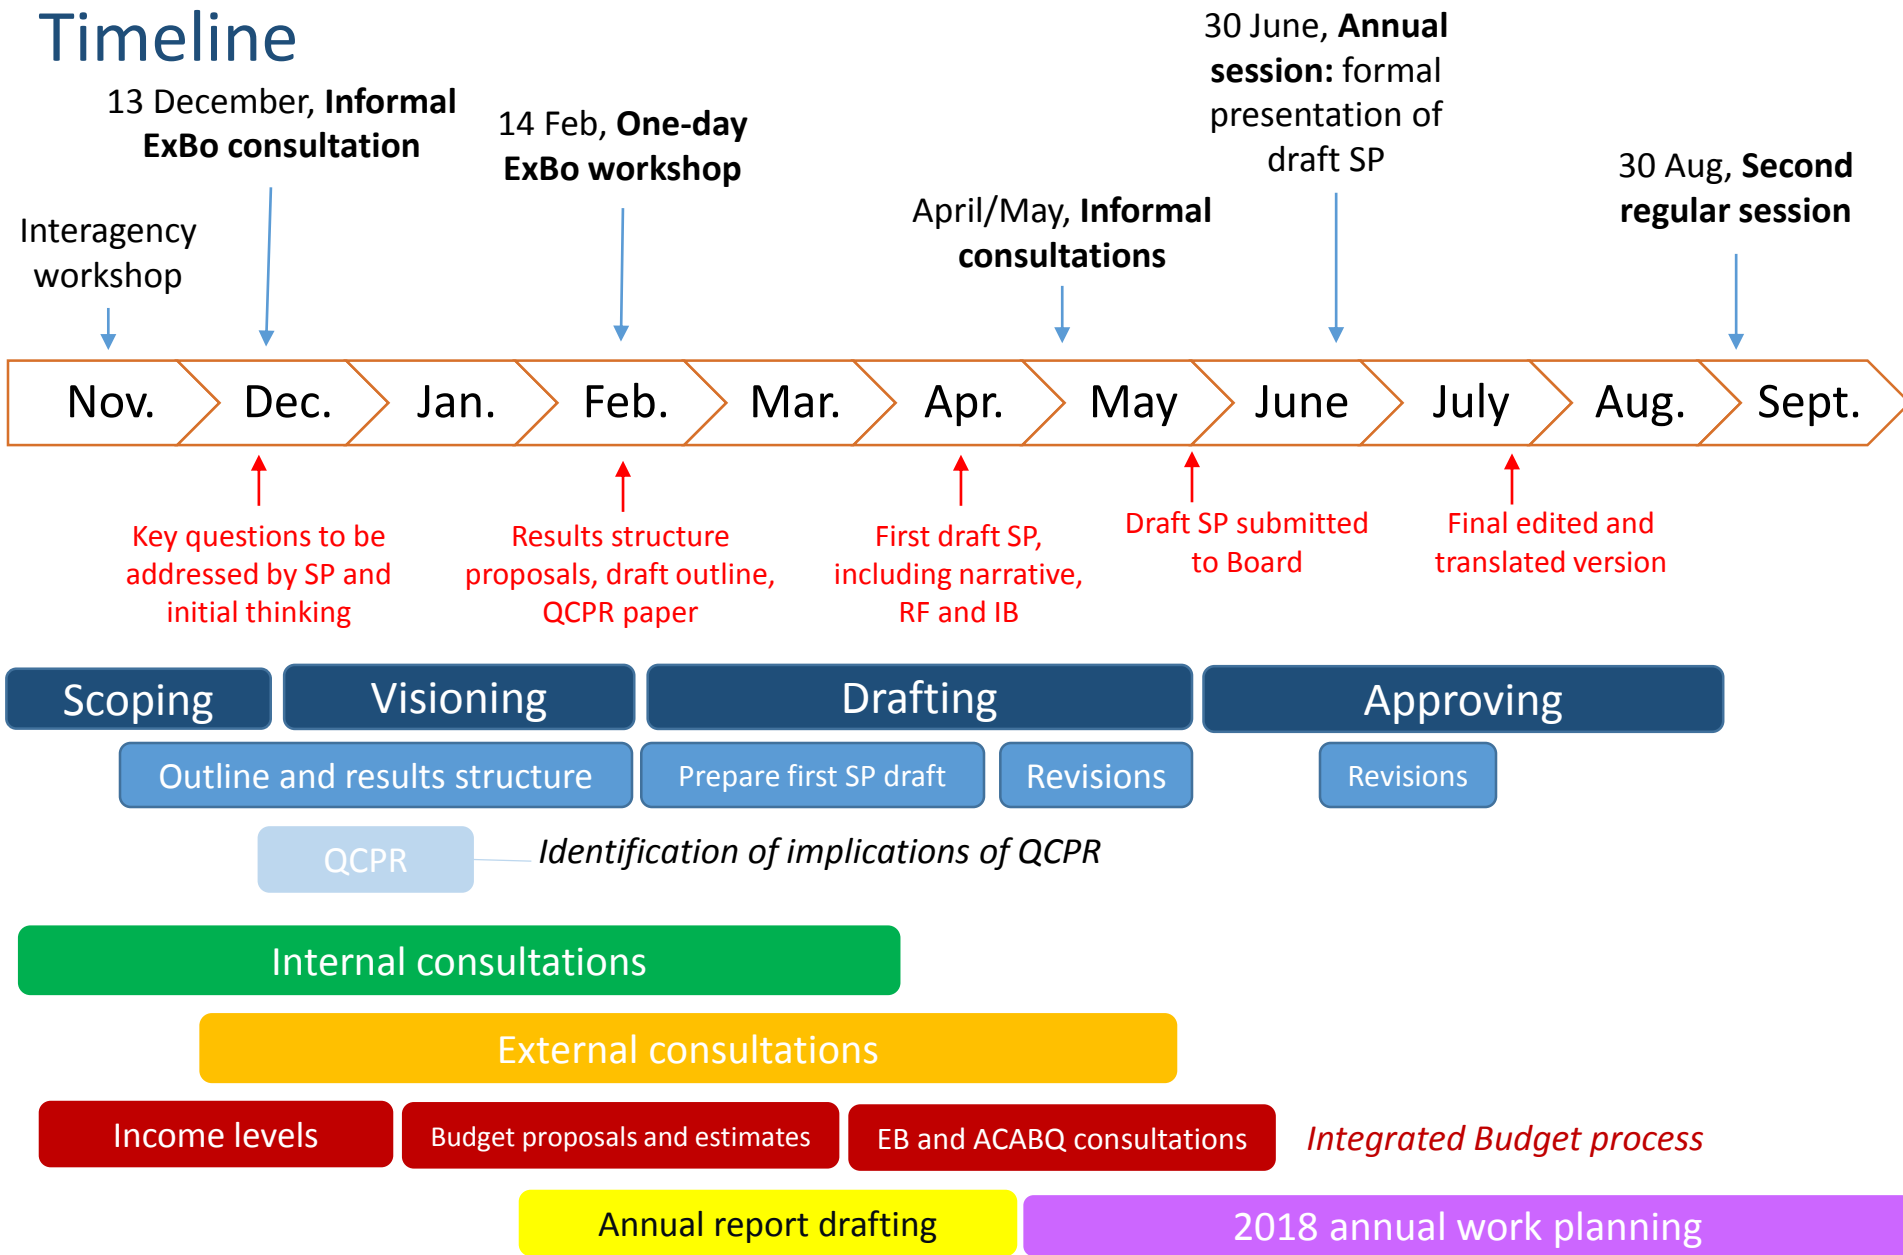 Timeline
13 December, Informal
ExBo consultation
14 Feb, One-day
ExBo workshop
30 June, Annual
session: formal
presentation of
draft SP
30 Aug, Second
regular session
Interagency
workshop
April/May, Informal
consultations
Nov.
Dec.
Jan.
Feb.
Mar.
Apr.
May
June
July
Aug.
Sept.
Key questions to be
addressed by SP and
initial thinking
Results structure
proposals, draft outline,
QCPR paper
First draft SP,
including narrative,
RF and IB
Draft SP submitted
to Board
Final edited and
translated version
Scoping
Visioning
Drafting
Approving
Outline and results structure
Prepare first SP draft
Revisions
Revisions
QCPR
Identification of implications of QCPR
Internal consultations
External consultations
Income levels
Budget proposals and estimates
EB and ACABQ consultations
Integrated Budget process
Annual report drafting
2018 annual work planning